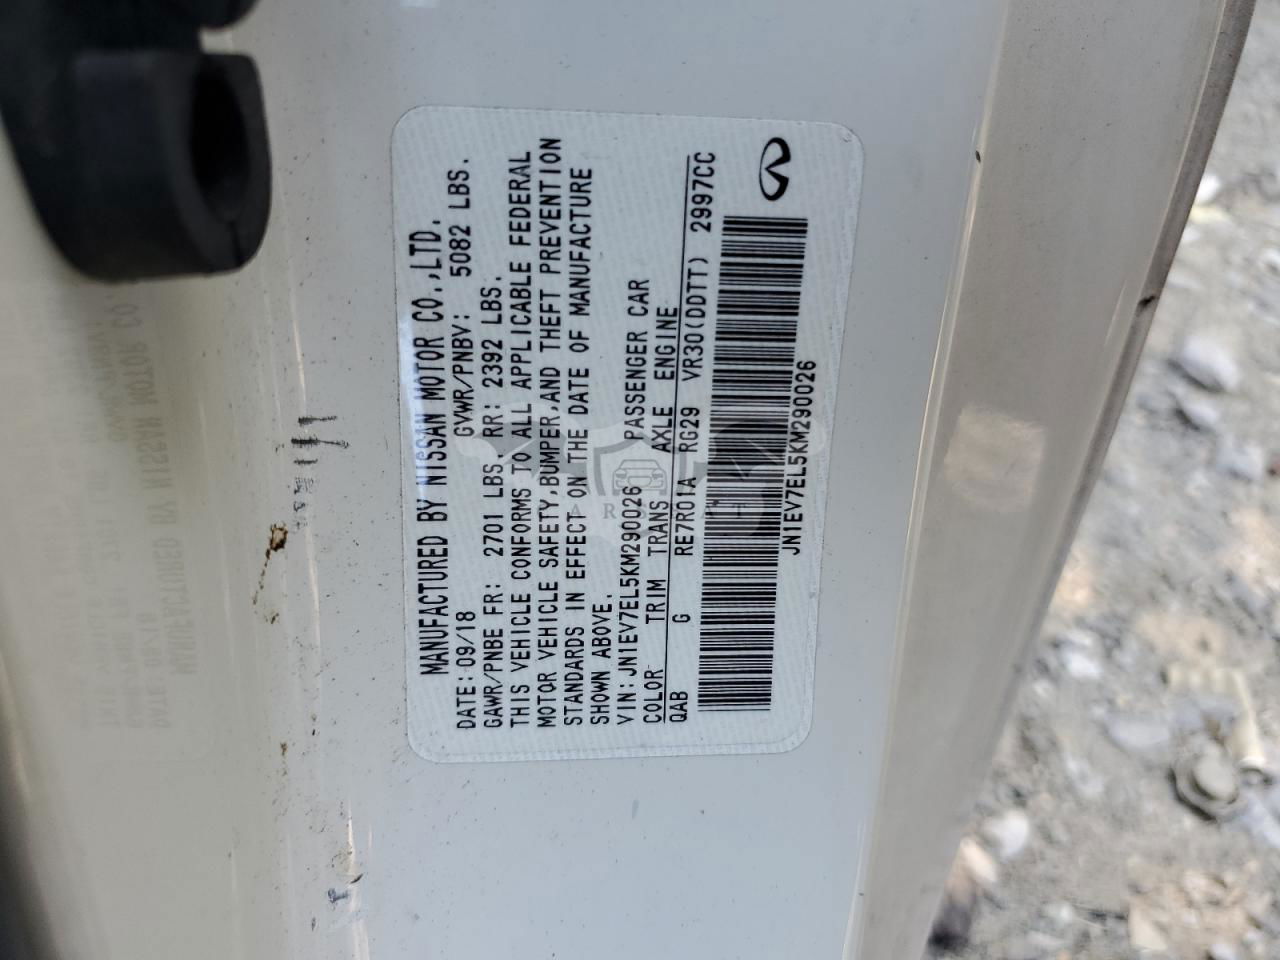 MANUFACTURED BY NISSAN MOTOR CO.,LTD.
DATE:09/18 GVWR/PNBV: 5082 LBS.
GAWR/PNBE FR: 2701 LBS. RR: 2392 LBS.
THIS VEHICLE CONFORMS TO ALL APPLICABLE FEDERAL
MOTOR VEHICLE SAFETY,BUMPER,AND THEFT PREVENTION
STANDARDS IN EFFECT ON THE DATE OF MANUFACTURE
SHOWN ABOVE.
VIN:JN1EV7EL5KM290026 PASSENGER CAR
COLOR TRIM TRANS AXLE ENGINE
QAB G RE7R01A RG29 VR30(DDTT) 2997CC
JN1EV7EL5KM290026